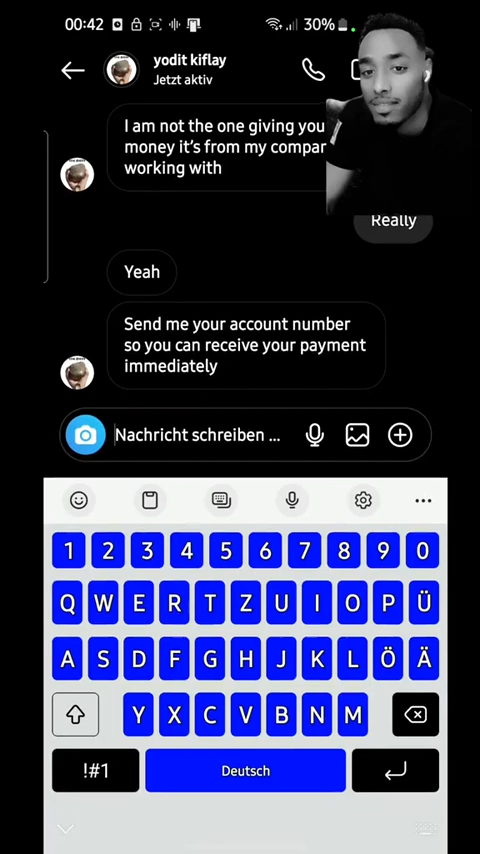 00:42
30%
yodit kiflay
Jetzt aktiv
I am not the one giving you
money it's from my compan
working with
Really
Yeah
Send me your account number
so you can receive your payment
immediately
Nachricht schreiben ...
1 2 3 4 5 6 7 8 9 0
Q W E R T Z U I O P Ü
A S D F G H J K L Ö Ä
Y X C V B N M
!#1 Deutsch